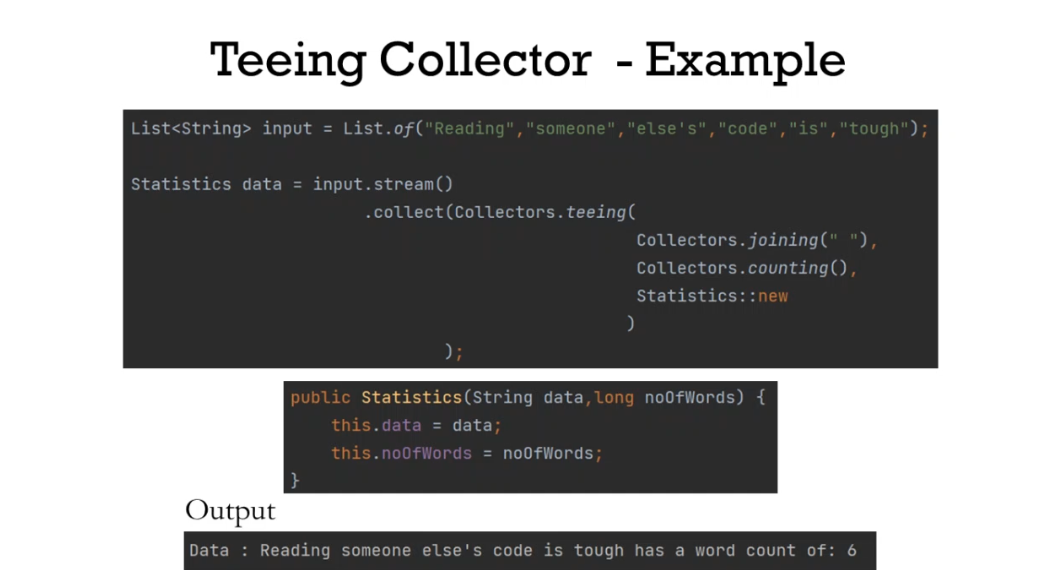 Teeing Collector - Example
List<String> input = List.of("Reading","someone","else's","code","is","tough");
Statistics data = input.stream()
.collect(Collectors.teeing(
Collectors.joining(" "),
Collectors.counting(),
Statistics::new
)
);
public Statistics(String data,long noOfWords) {
this.data = data;
this.noOfWords = noOfWords;
}
Output
Data : Reading someone else's code is tough has a word count of: 6